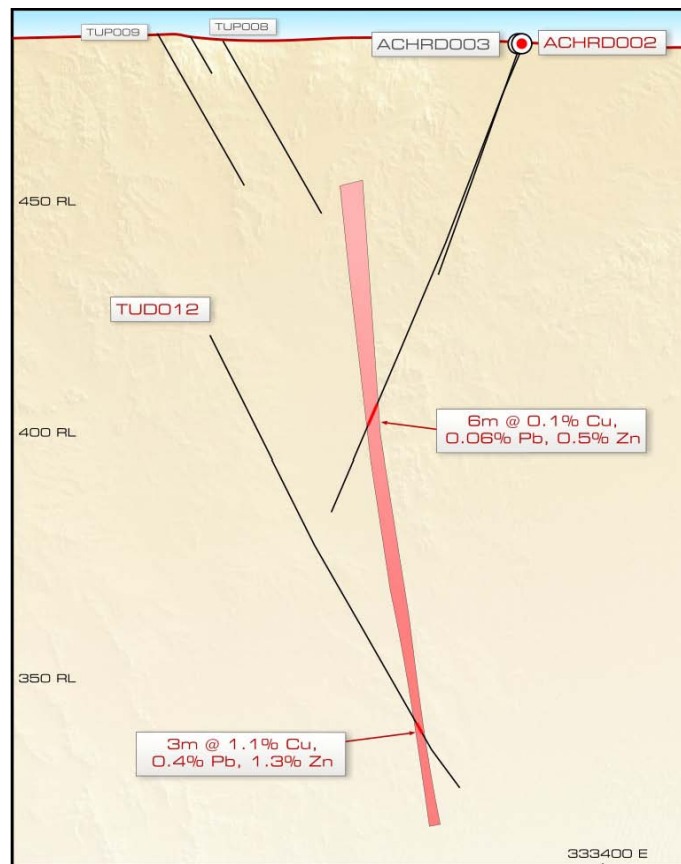 TUP009
TUP008
ACHRD003
ACHRD002
450 RL
TUD012
6m @ 0.1% Cu,
0.06% Pb, 0.5% Zn
400 RL
350 RL
3m @ 1.1% Cu,
0.4% Pb, 1.3% Zn
333400 E